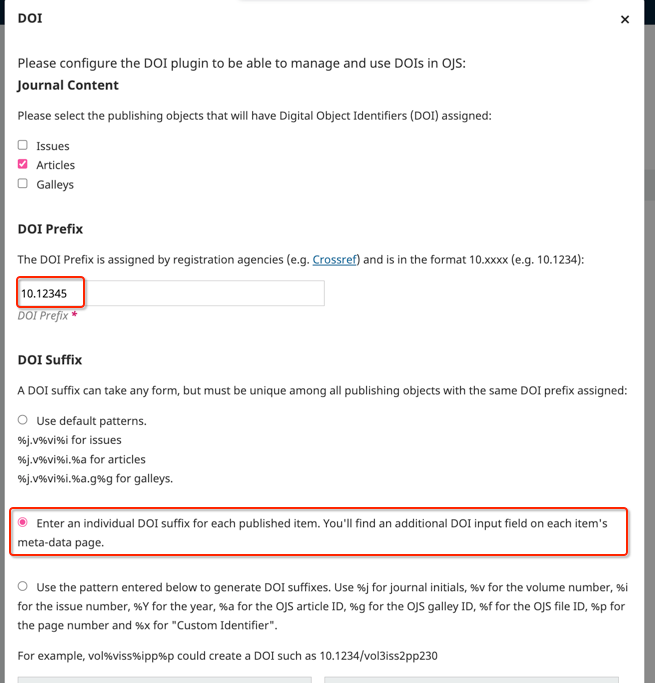 DOI
×
Please configure the DOI plugin to be able to manage and use DOIs in OJS:
Journal Content
Please select the publishing objects that will have Digital Object Identifiers (DOI) assigned:
Issues
Articles
Galleys
DOI Prefix
The DOI Prefix is assigned by registration agencies (e.g. Crossref) and is in the format 10.xxxx (e.g. 10.1234):
10.12345
DOI Prefix *
DOI Suffix
A DOI suffix can take any form, but must be unique among all publishing objects with the same DOI prefix assigned:
Use default patterns.
%j.v%vi%i for issues
%j.v%vi%i.%a for articles
%j.v%vi%i.%a.g%g for galleys.
Enter an individual DOI suffix for each published item. You'll find an additional DOI input field on each item's
meta-data page.
Use the pattern entered below to generate DOI suffixes. Use %j for journal initials, %v for the volume number, %i
for the issue number, %Y for the year, %a for the OJS article ID, %g for the OJS galley ID, %f for the OJS file ID, %p for
the page number and %x for "Custom Identifier".
For example, vol%viss%ipp%p could create a DOI such as 10.1234/vol3iss2pp230